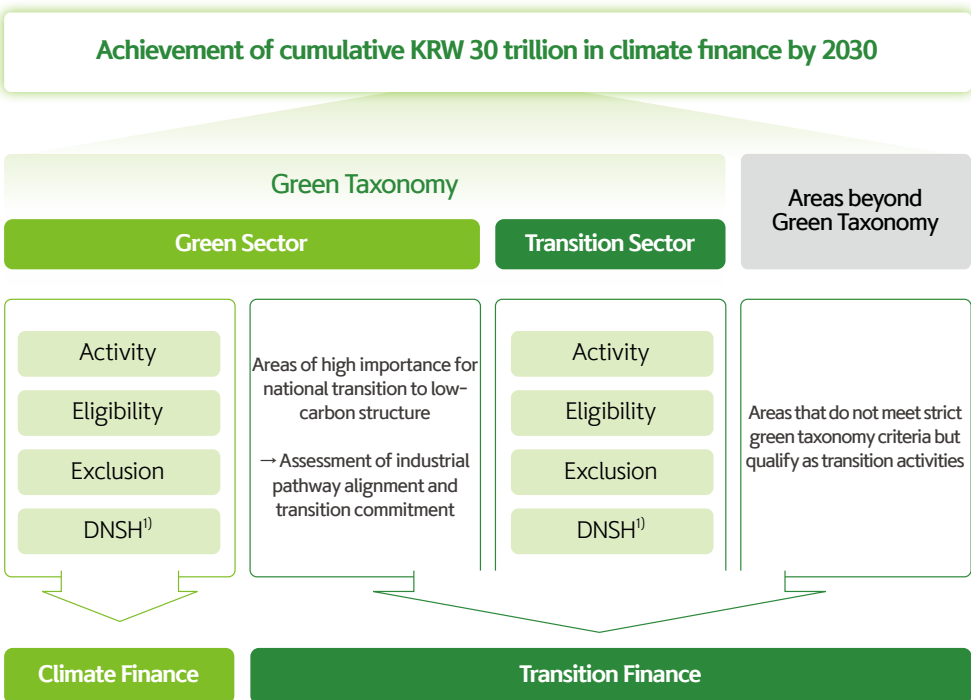 Achievement of cumulative KRW 30 trillion in climate finance by 2030
Green Taxonomy
Areas beyond
Green Taxonomy
Green Sector
Transition Sector
Activity
Eligibility
Exclusion
DNSH1)
Areas of high importance for
national transition to low-
carbon structure
→ Assessment of industrial
pathway alignment and
transition commitment
Activity
Eligibility
Exclusion
DNSH1)
Areas that do not meet strict
green taxonomy criteria but
qualify as transition activities
Climate Finance
Transition Finance